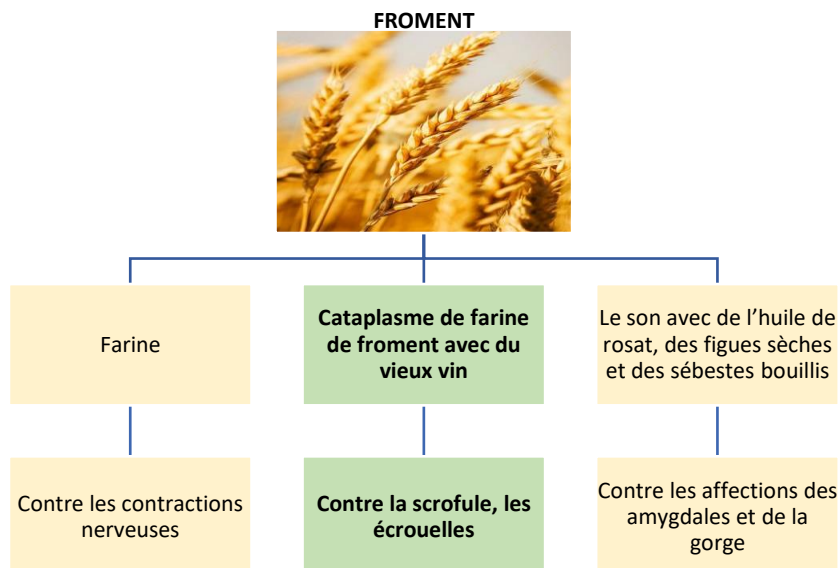 FROMENT
Farine
Cataplasme de farine
de froment avec du
vieux vin
Le son avec de l’huile de
rosat, des figues sèches
et des sébestes bouillis
Contre les contractions
nerveuses
Contre la scrofule, les
écrouelles
Contre les affections des
amygdales et de la
gorge